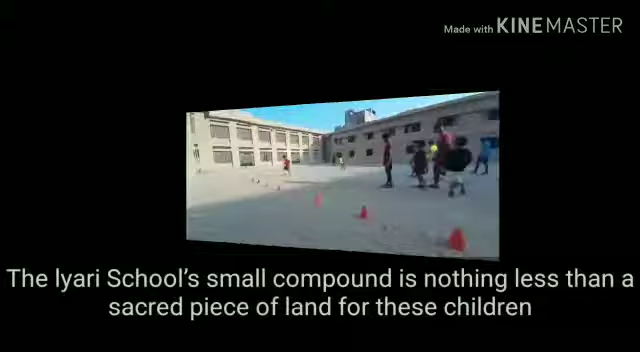 Made with KINEMASTER
The lyari School's small compound is nothing less than a
sacred piece of land for these children